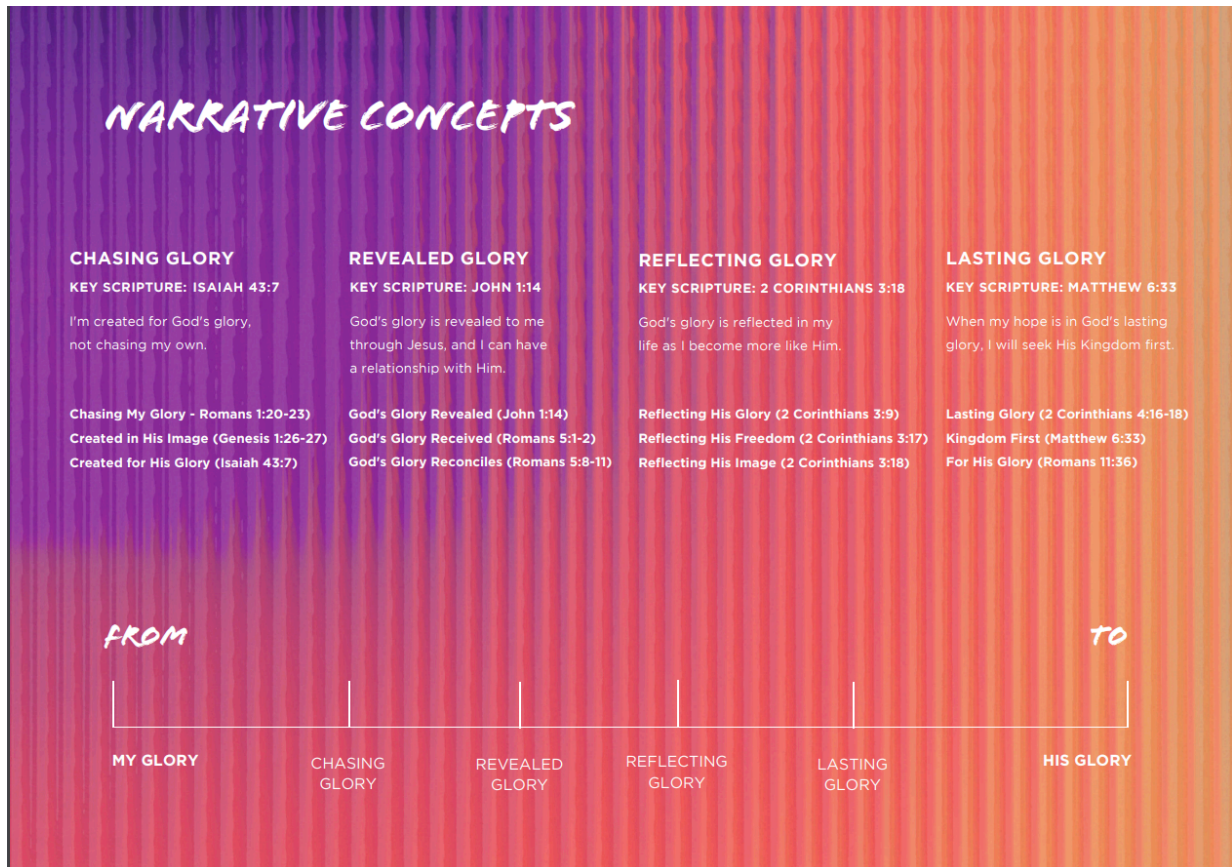 NARRATIVE CONCEPTS
CHASING GLORY
KEY SCRIPTURE: ISAIAH 43:7
I'm created for God's glory,
not chasing my own.
Chasing My Glory - Romans 1:20-23)
Created in His Image (Genesis 1:26-27)
Created for His Glory (Isaiah 43:7)
REVEALED GLORY
KEY SCRIPTURE: JOHN 1:14
God's glory is revealed to me
through Jesus, and I can have
a relationship with Him.
God's Glory Revealed (John 1:14)
God's Glory Received (Romans 5:1-2)
God's Glory Reconciles (Romans 5:8-11)
REFLECTING GLORY
KEY SCRIPTURE: 2 CORINTHIANS 3:18
God's glory is reflected in my
life as I become more like Him.
Reflecting His Glory (2 Corinthians 3:9)
Reflecting His Freedom (2 Corinthians 3:17)
Reflecting His Image (2 Corinthians 3:18)
LASTING GLORY
KEY SCRIPTURE: MATTHEW 6:33
When my hope is in God's lasting
glory, I will seek His Kingdom first.
Lasting Glory (2 Corinthians 4:16-18)
Kingdom First (Matthew 6:33)
For His Glory (Romans 11:36)
FROM
TO
MY GLORY
CHASING
GLORY
REVEALED
GLORY
REFLECTING
GLORY
LASTING
GLORY
HIS GLORY